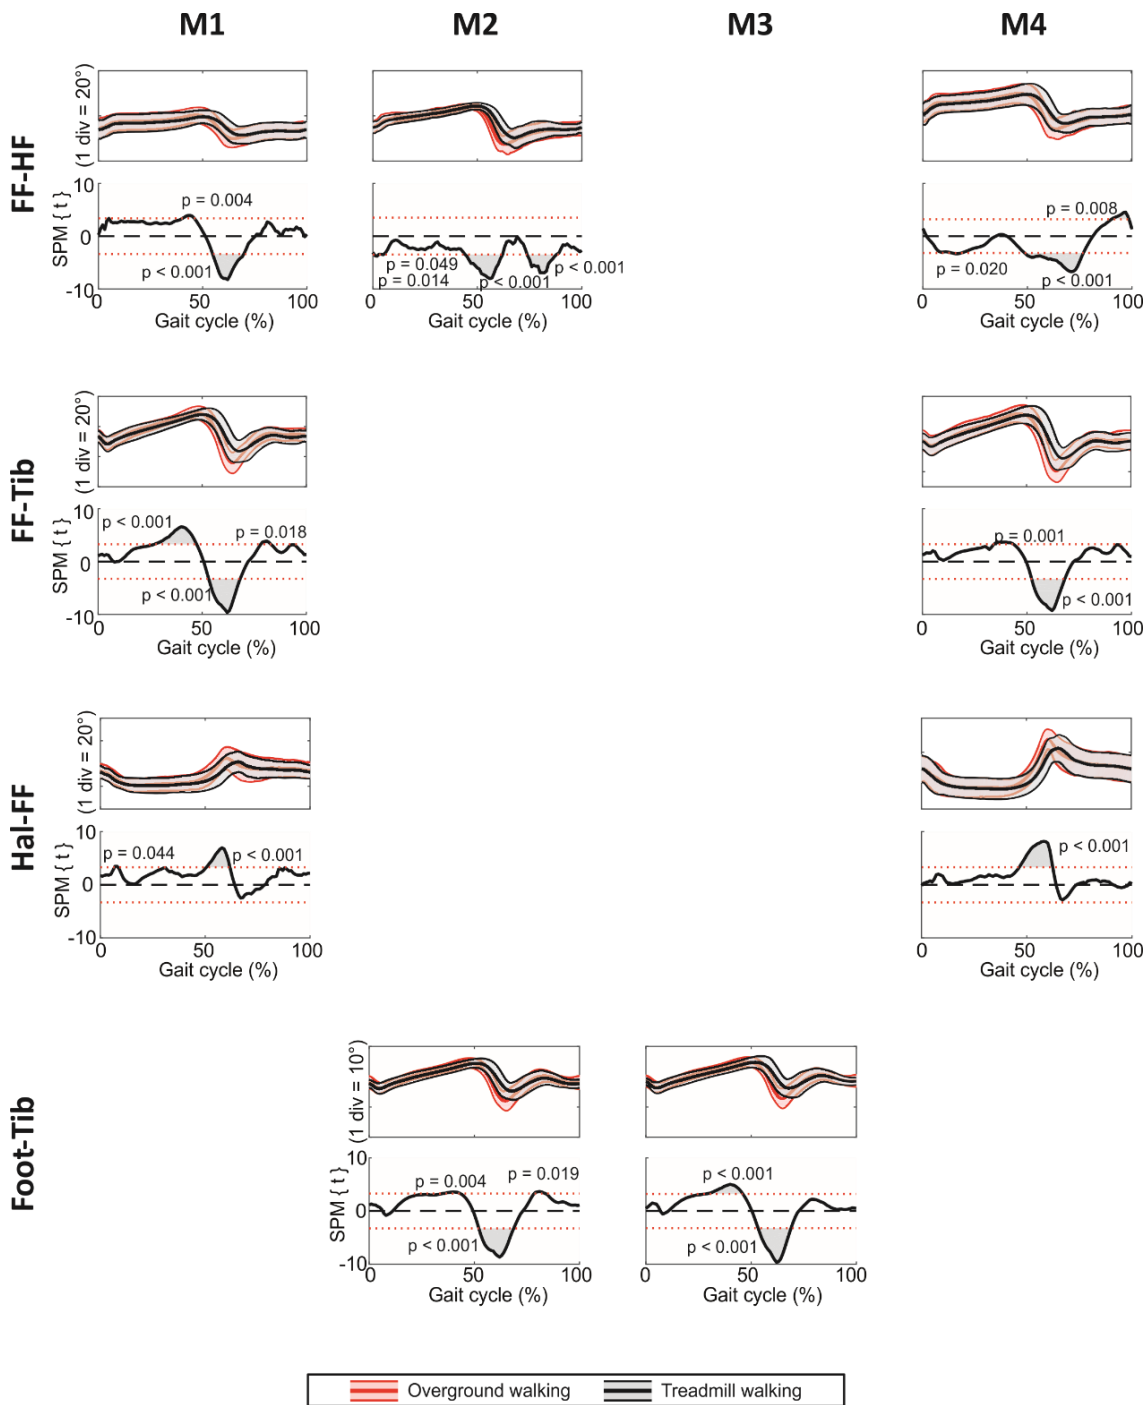 M1 M2 M3 M4
FF-HF
(1 div = 20°)
SPM { t }
10
0
-10
p = 0.004
p < 0.001
0 50 100
Gait cycle (%)
p = 0.049
p = 0.014
p < 0.001
p < 0.001
0 50 100
Gait cycle (%)
p = 0.008
p = 0.020
p < 0.001
0 50 100
Gait cycle (%)
FF-Tib
(1 div = 20°)
SPM { t }
10
0
-10
p < 0.001
p = 0.018
p < 0.001
0 50 100
Gait cycle (%)
p = 0.001
p < 0.001
0 50 100
Gait cycle (%)
Hal-FF
(1 div = 20°)
SPM { t }
10
0
-10
p = 0.044
p < 0.001
0 50 100
Gait cycle (%)
p < 0.001
0 50 100
Gait cycle (%)
Foot-Tib
(1 div = 10°)
SPM { t }
10
0
-10
p = 0.004
p = 0.019
p < 0.001
0 50 100
Gait cycle (%)
p < 0.001
p < 0.001
0 50 100
Gait cycle (%)
Overground walking
Treadmill walking